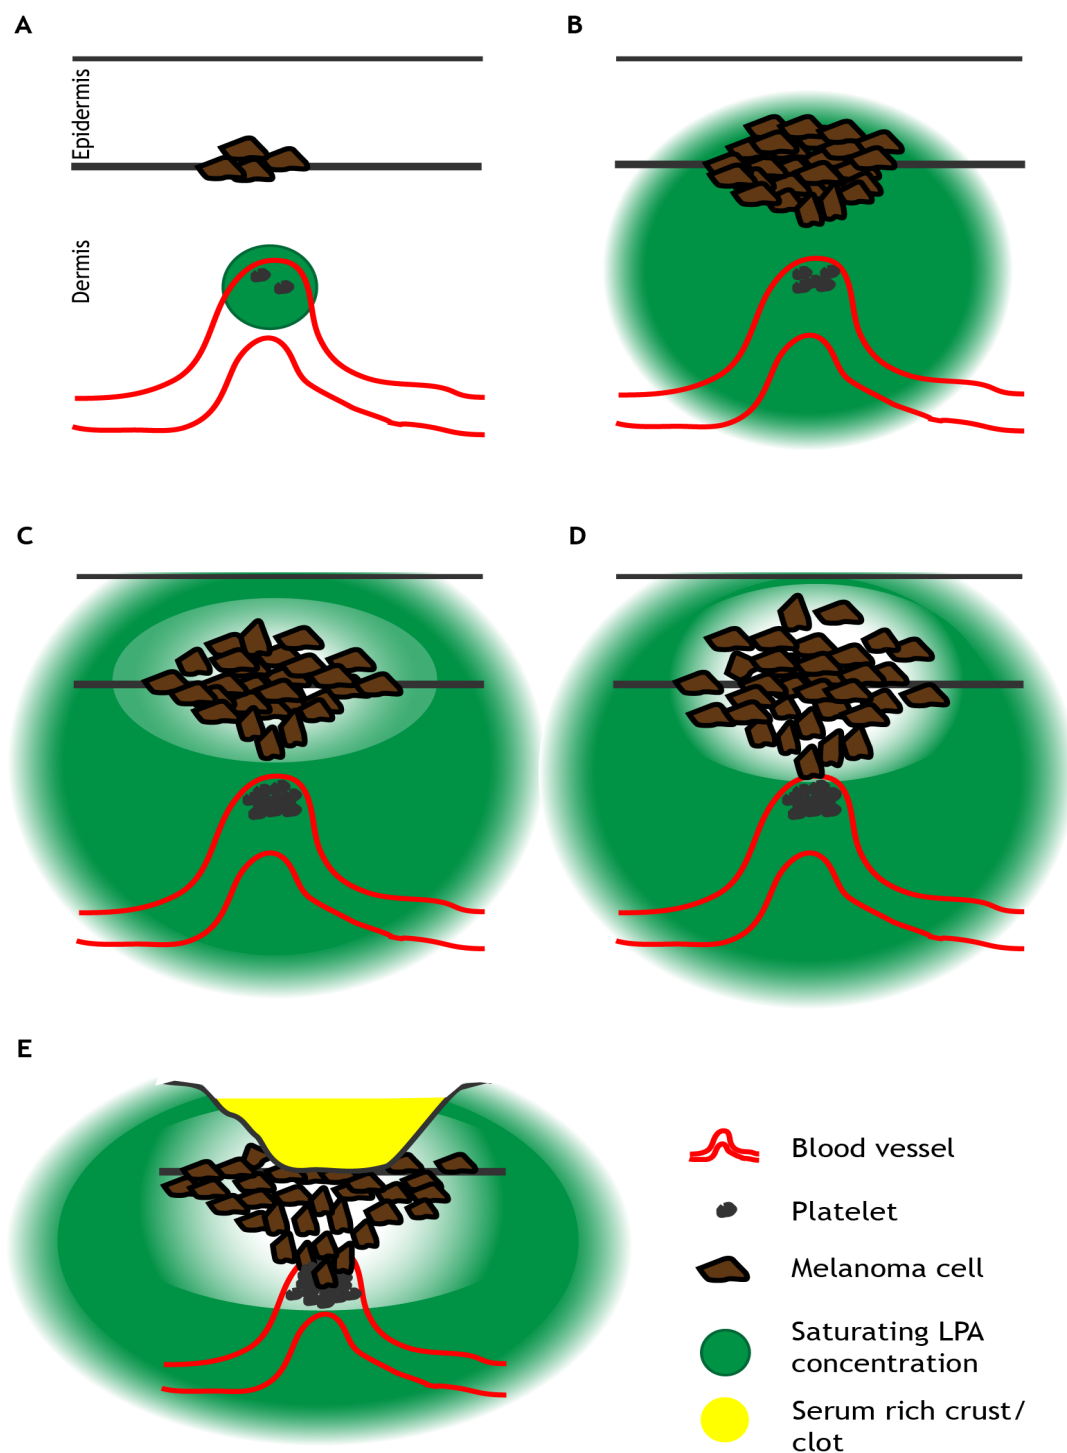 A
B
Epidermis
Dermis
C
D
E
Blood vessel
Platelet
Melanoma cell
Saturating LPA
concentration
Serum rich crust/
clot